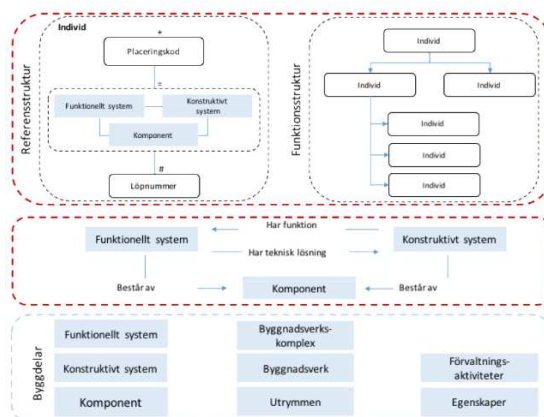 Referensstruktur
Individ
+
Placeringskod
=
Funktionellt system
Konstruktivt
system
Komponent
#
Löpnummer
Funktionsstruktur
Individ
Individ
Individ
Individ
Individ
Individ
Har funktion
Funktionellt system
Konstruktivt system
Har teknisk lösning
Består av
Komponent
Består av
Byggdelar
Funktionellt system
Byggnadsverks-
komplex
Konstruktivt system
Byggnadsverk
Förvaltnings-
aktiviteter
Komponent
Utrymmen
Egenskaper